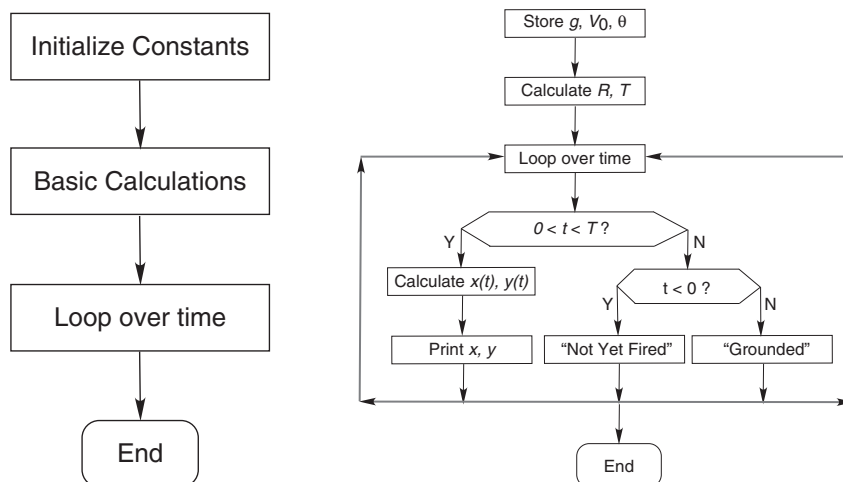 Initialize Constants
Basic Calculations
Loop over time
End
Store g, V0, θ
Calculate R, T
Loop over time
0 < t < T ?
Y
N
Calculate x(t), y(t)
t < 0 ?
Y
N
Print x, y
“Not Yet Fired”
“Grounded”
End